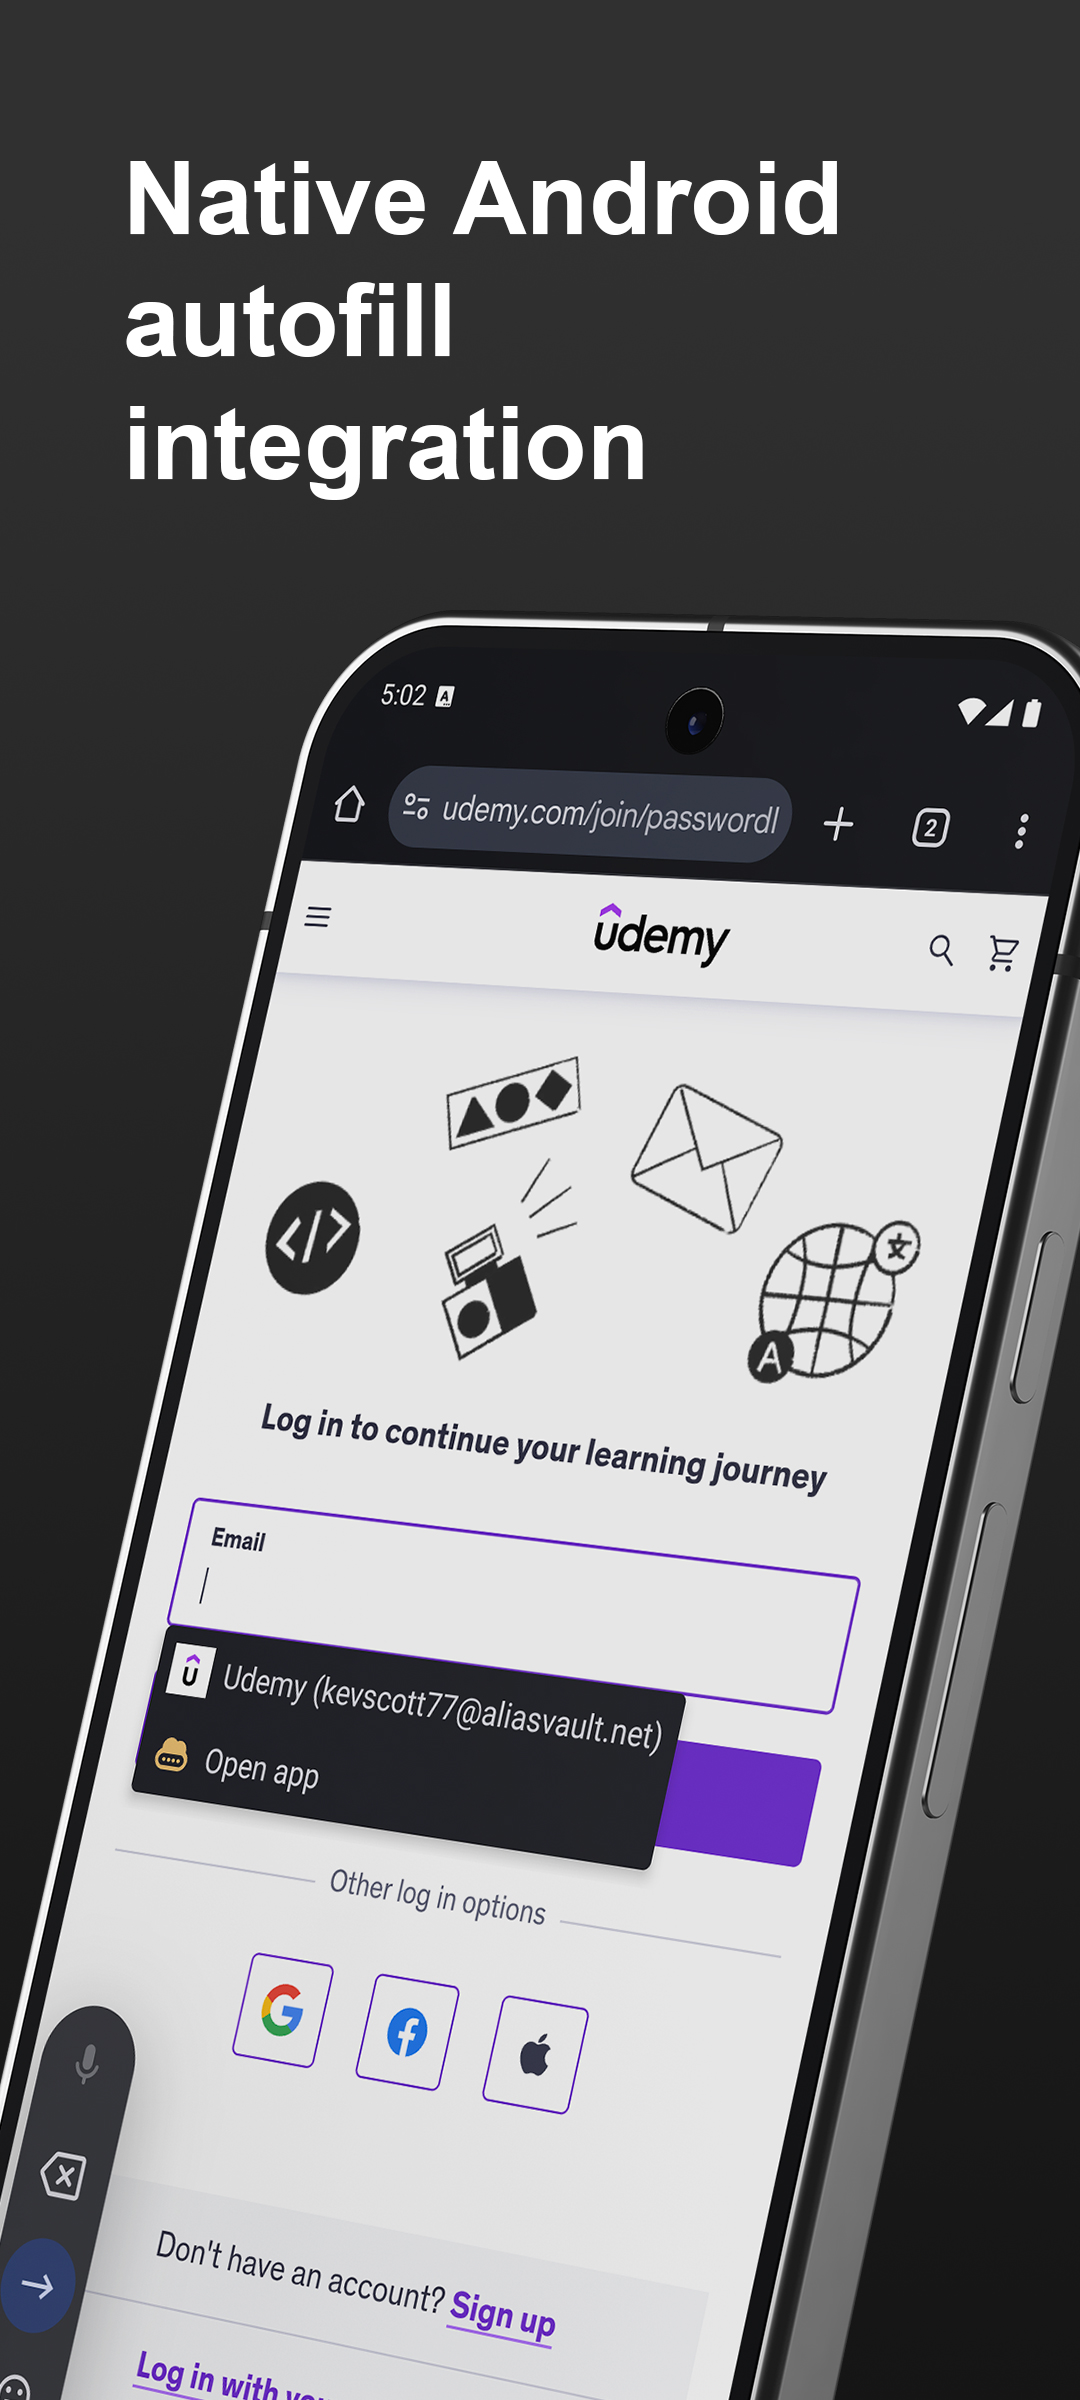 Native Android
autofill
integration
5:02
udemy.com/join/passwordl
2
udemy
文
A
Log in to continue your learning journey
Email
Udemy (kevscott77@aliasvault.net)
Open app
Other log in options
Don't have an account? Sign up
Log in with